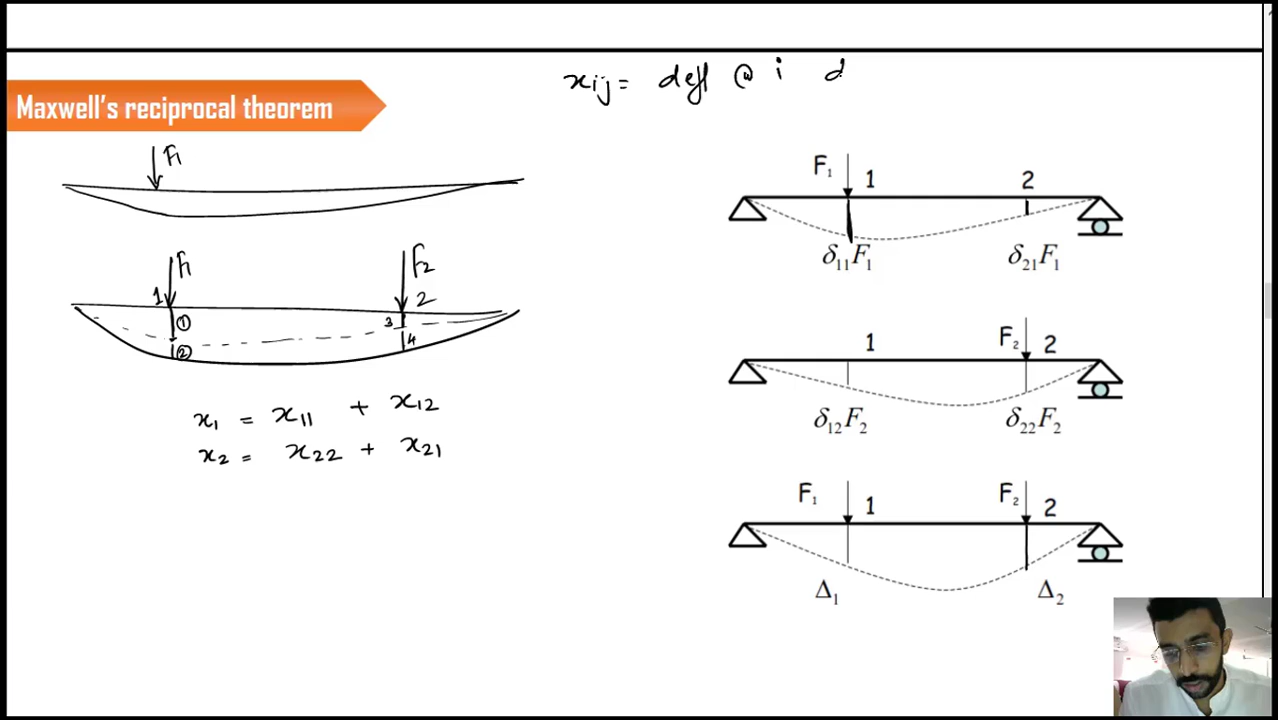 xij = defl @ i d
Maxwell's reciprocal theorem
F1
F1 F2
1 2
① 3
② 4
x1 = x11 + x12
x2 = x22 + x21
F1 1 2
δ11F1 δ21F1
1 F2 2
δ12F2 δ22F2
F1 1 F2 2
Δ1 Δ2